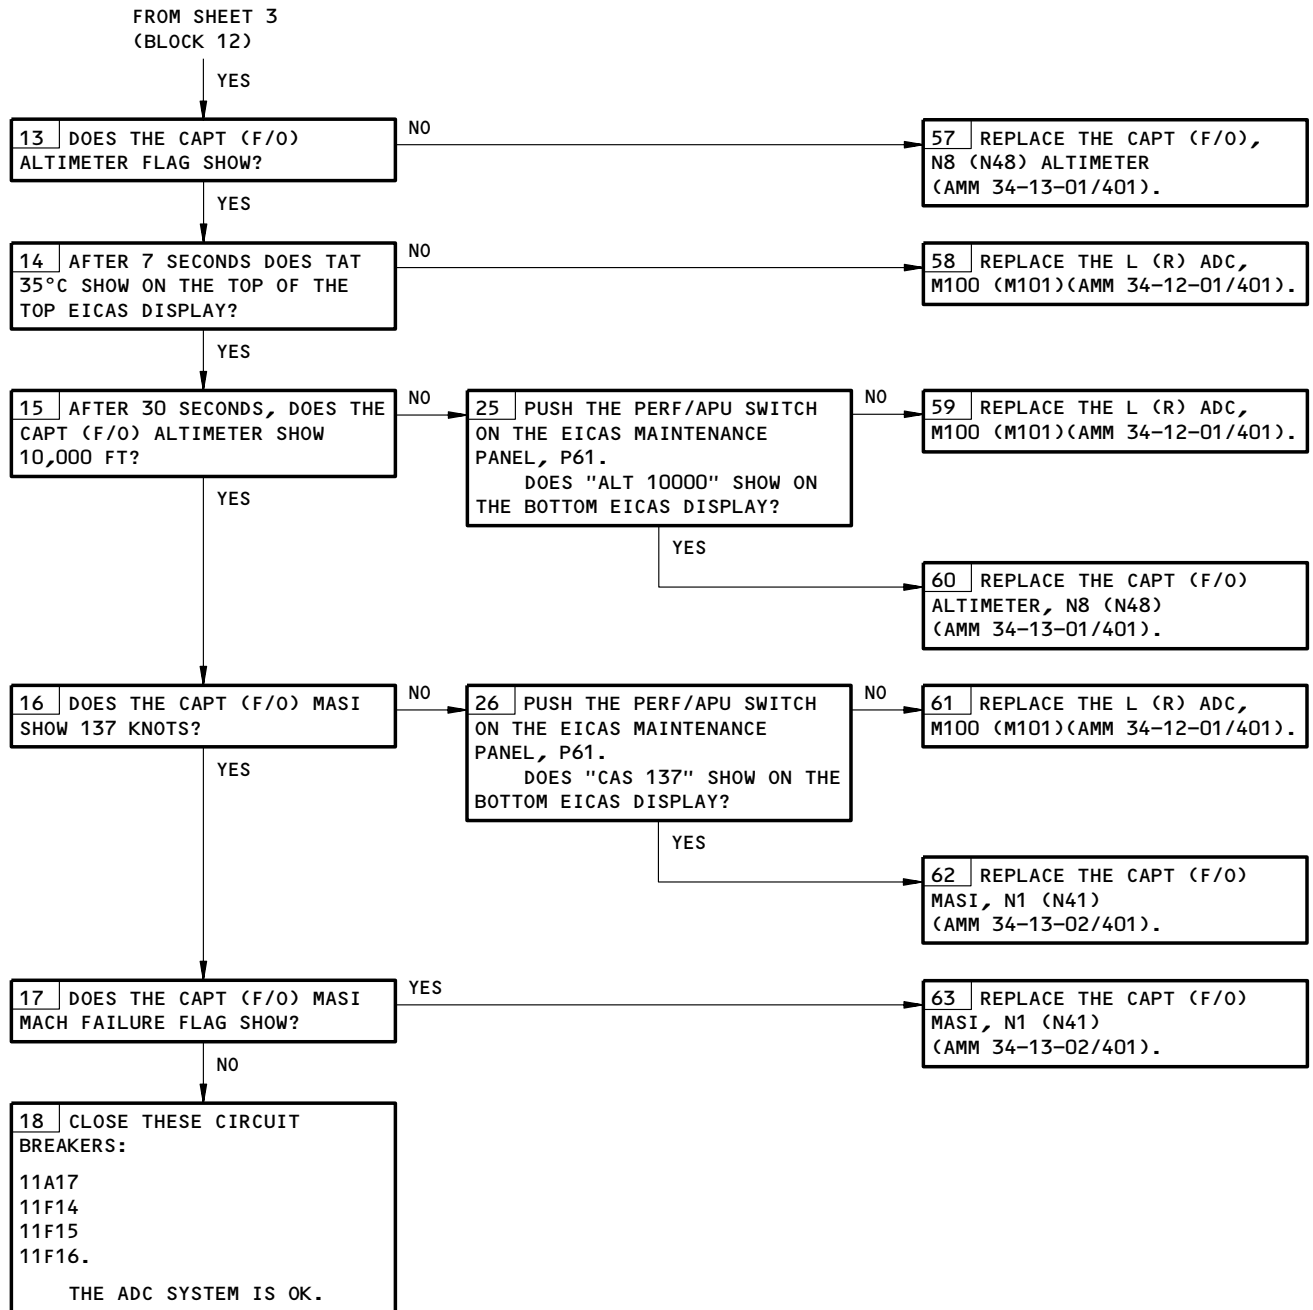 FROM SHEET 3
(BLOCK 12)
YES
13 DOES THE CAPT (F/O)
ALTIMETER FLAG SHOW?
NO
57 REPLACE THE CAPT (F/O),
N8 (N48) ALTIMETER
(AMM 34-13-01/401).
YES
14 AFTER 7 SECONDS DOES TAT
35°C SHOW ON THE TOP OF THE
TOP EICAS DISPLAY?
NO
58 REPLACE THE L (R) ADC,
M100 (M101)(AMM 34-12-01/401).
YES
15 AFTER 30 SECONDS, DOES THE
CAPT (F/O) ALTIMETER SHOW
10,000 FT?
NO
25 PUSH THE PERF/APU SWITCH
ON THE EICAS MAINTENANCE
PANEL, P61.
DOES "ALT 10000" SHOW ON
THE BOTTOM EICAS DISPLAY?
NO
59 REPLACE THE L (R) ADC,
M100 (M101)(AMM 34-12-01/401).
YES
YES
60 REPLACE THE CAPT (F/O)
ALTIMETER, N8 (N48)
(AMM 34-13-01/401).
16 DOES THE CAPT (F/O) MASI
SHOW 137 KNOTS?
NO
26 PUSH THE PERF/APU SWITCH
ON THE EICAS MAINTENANCE
PANEL, P61.
DOES "CAS 137" SHOW ON THE
BOTTOM EICAS DISPLAY?
NO
61 REPLACE THE L (R) ADC,
M100 (M101)(AMM 34-12-01/401).
YES
YES
62 REPLACE THE CAPT (F/O)
MASI, N1 (N41)
(AMM 34-13-02/401).
17 DOES THE CAPT (F/O) MASI
MACH FAILURE FLAG SHOW?
YES
63 REPLACE THE CAPT (F/O)
MASI, N1 (N41)
(AMM 34-13-02/401).
NO
18 CLOSE THESE CIRCUIT
BREAKERS:
11A17
11F14
11F15
11F16.
THE ADC SYSTEM IS OK.